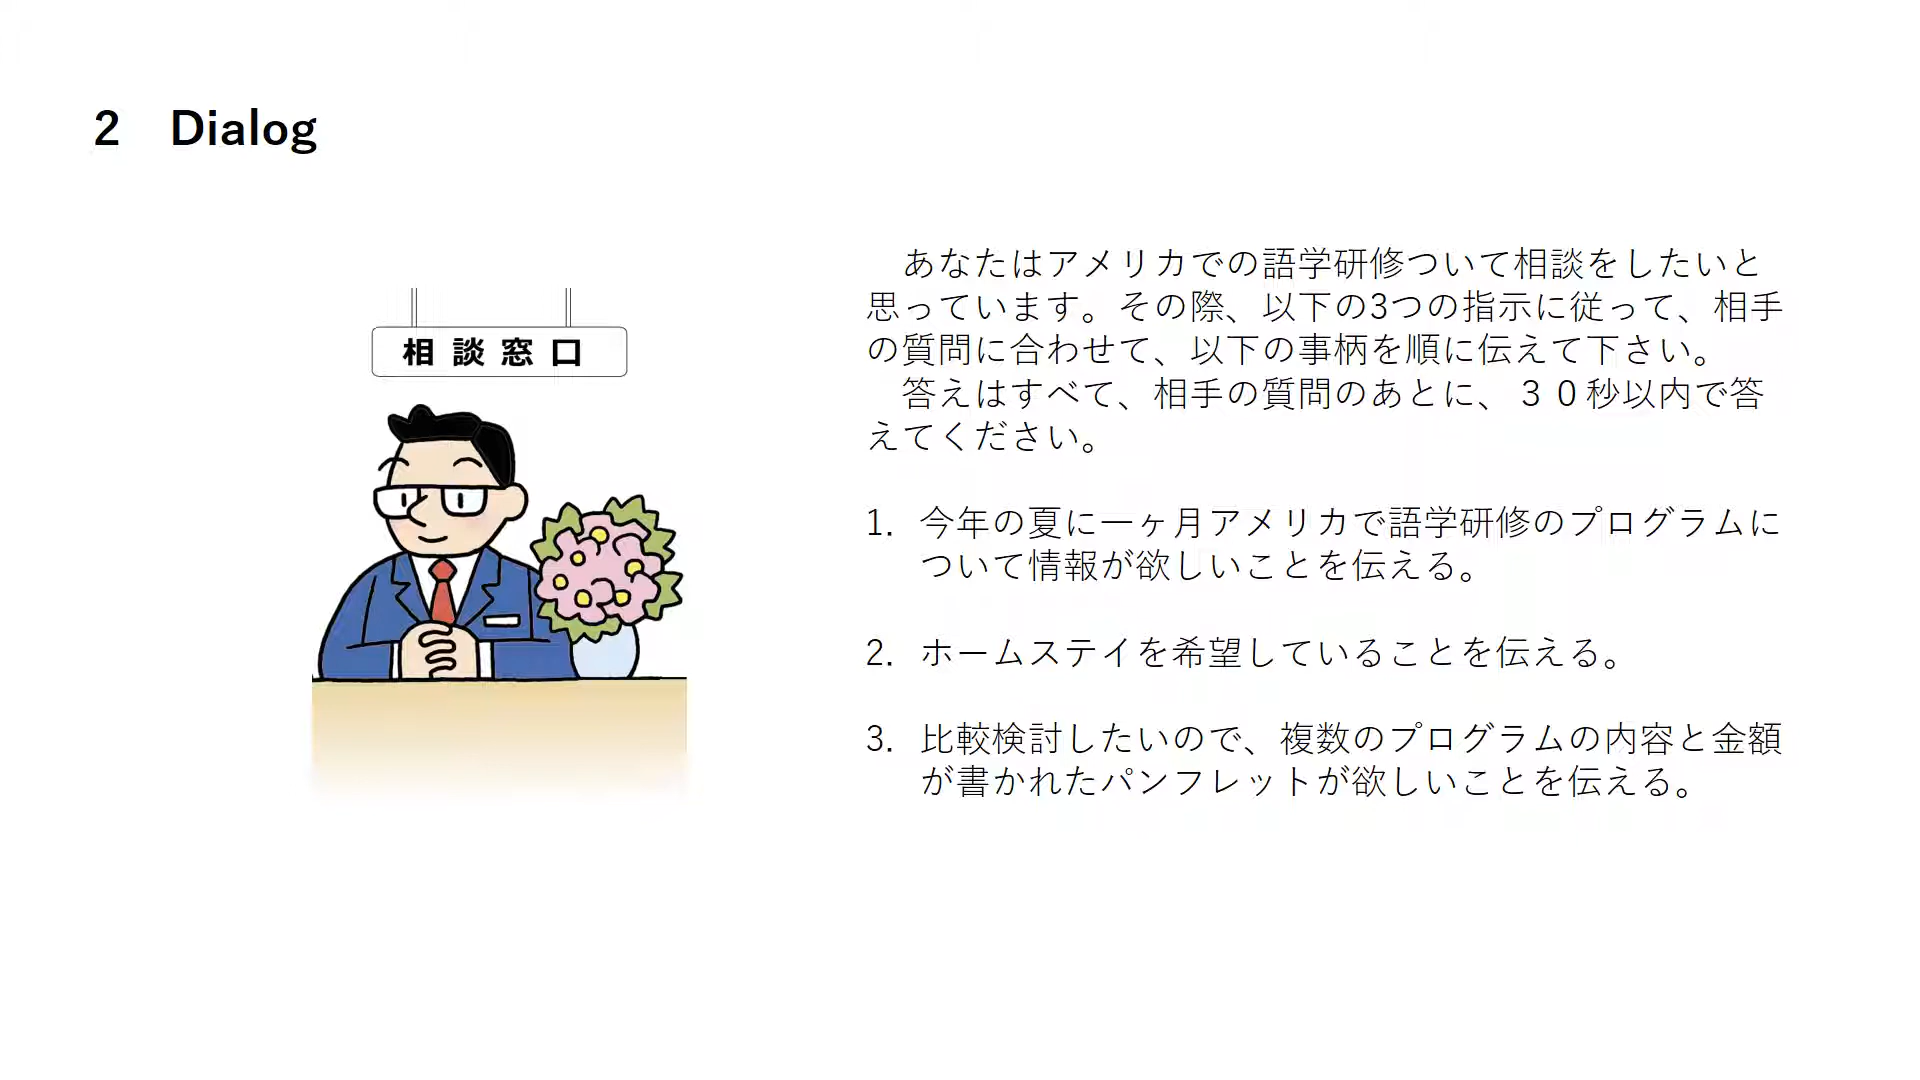 2　Dialog
相談窓口
あなたはアメリカでの語学研修ついて相談をしたいと
思っています。その際、以下の3つの指示に従って、相手
の質問に合わせて、以下の事柄を順に伝えて下さい。
答えはすべて、相手の質問のあとに、３０秒以内で答
えてください。
1. 今年の夏に一ヶ月アメリカで語学研修のプログラムに
ついて情報が欲しいことを伝える。
2. ホームステイを希望していることを伝える。
3. 比較検討したいので、複数のプログラムの内容と金額
が書かれたパンフレットが欲しいことを伝える。